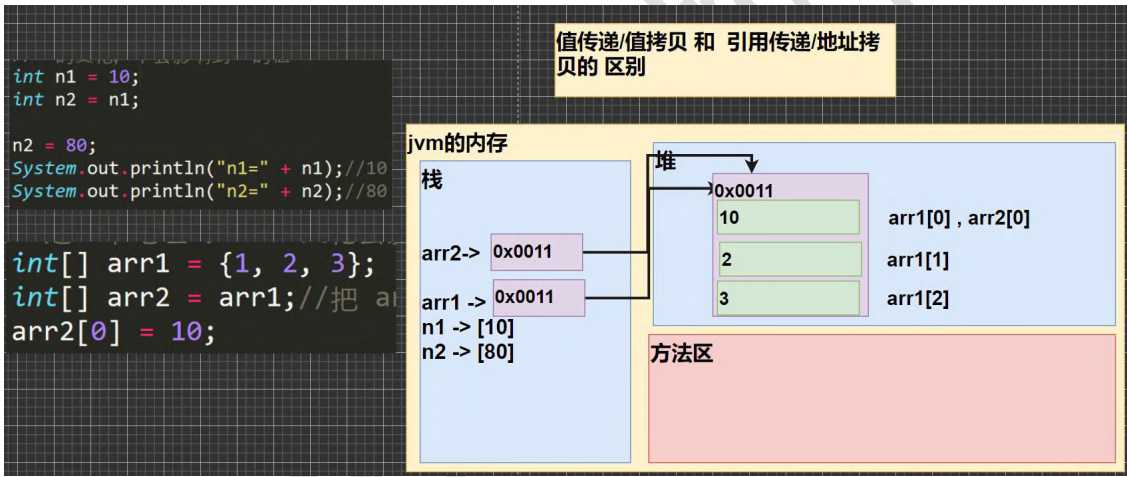 值传递/值拷贝 和 引用传递/地址拷
贝的 区别
int n1 = 10;
int n2 = n1;
n2 = 80;
System.out.println("n1=" + n1);//10
System.out.println("n2=" + n2);//80
int[] arr1 = {1, 2, 3};
int[] arr2 = arr1;//把
arr2[0] = 10;
jvm的内存
栈
arr2-> 0x0011
arr1 -> 0x0011
n1 -> [10]
n2 -> [80]
堆
0x0011
10 arr1[0] , arr2[0]
2 arr1[1]
3 arr1[2]
方法区